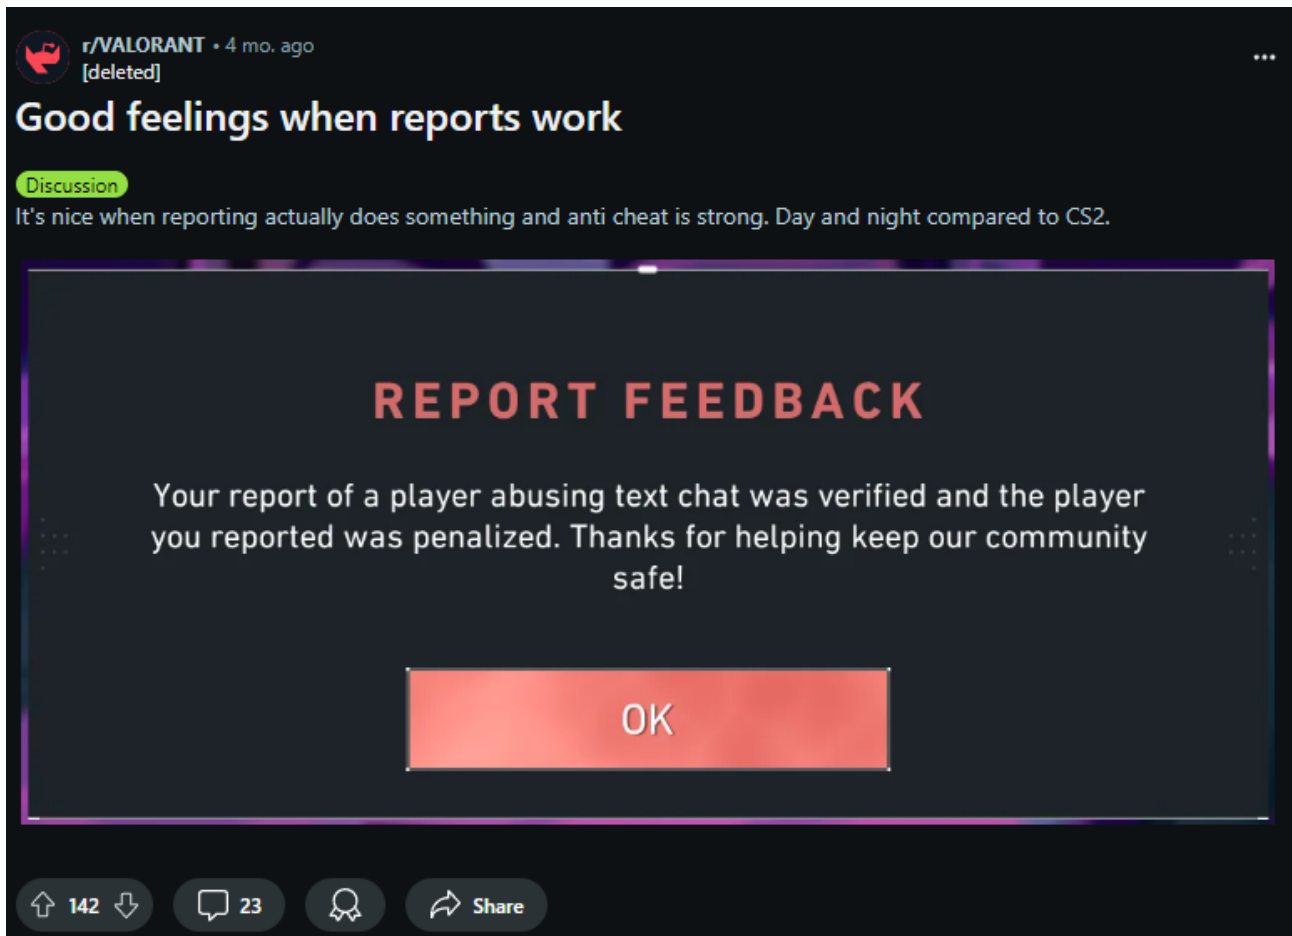 r/VALORANT • 4 mo. ago
[deleted]
Good feelings when reports work
Discussion
It's nice when reporting actually does something and anti cheat is strong. Day and night compared to CS2.
REPORT FEEDBACK
Your report of a player abusing text chat was verified and the player
you reported was penalized. Thanks for helping keep our community
safe!
OK
142
23
Share